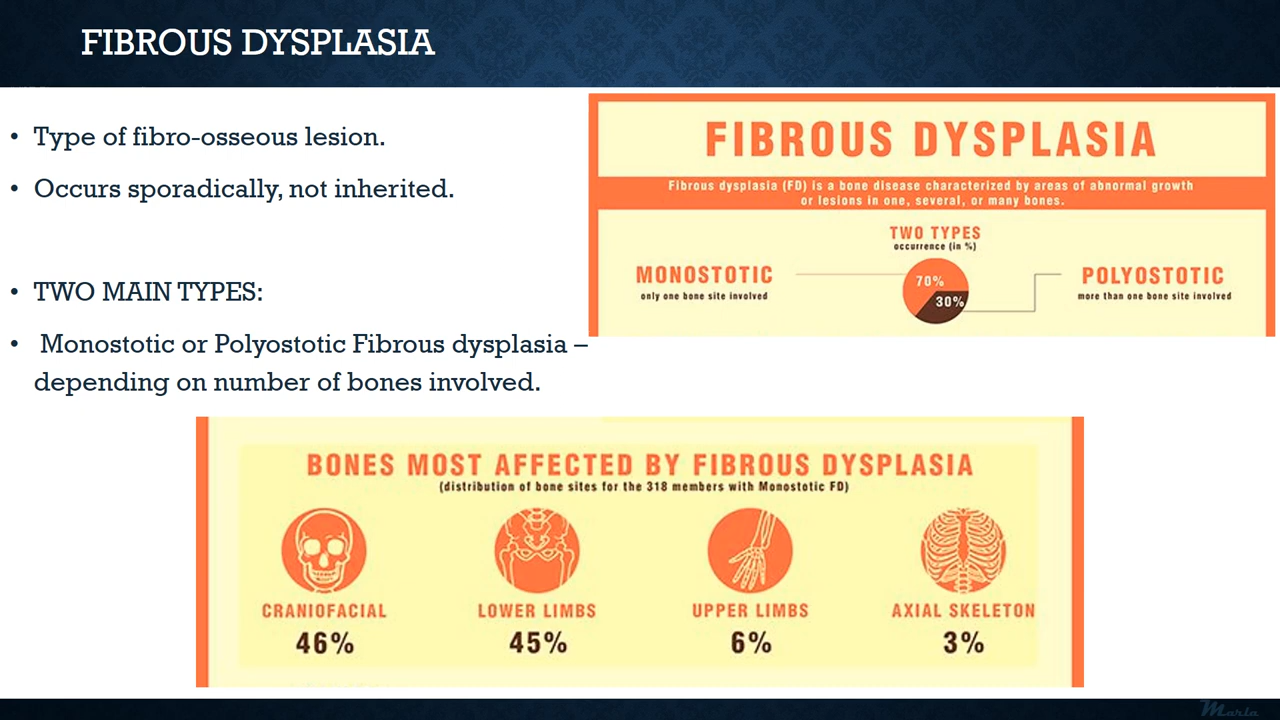 FIBROUS DYSPLASIA
• Type of fibro-osseous lesion.
• Occurs sporadically, not inherited.
• TWO MAIN TYPES:
• Monostotic or Polyostotic Fibrous dysplasia –
depending on number of bones involved.
FIBROUS DYSPLASIA
Fibrous dysplasia (FD) is a bone disease characterized by areas of abnormal growth
or lesions in one, several, or many bones.
TWO TYPES
occurrence (in %)
MONOSTOTIC
only one bone site involved
70%
30%
POLYOSTOTIC
more than one bone site involved
BONES MOST AFFECTED BY FIBROUS DYSPLASIA
(distribution of bone sites for the 318 members with Monostotic FD)
CRANIOFACIAL LOWER LIMBS UPPER LIMBS AXIAL SKELETON
46% 45% 6% 3%
Maria